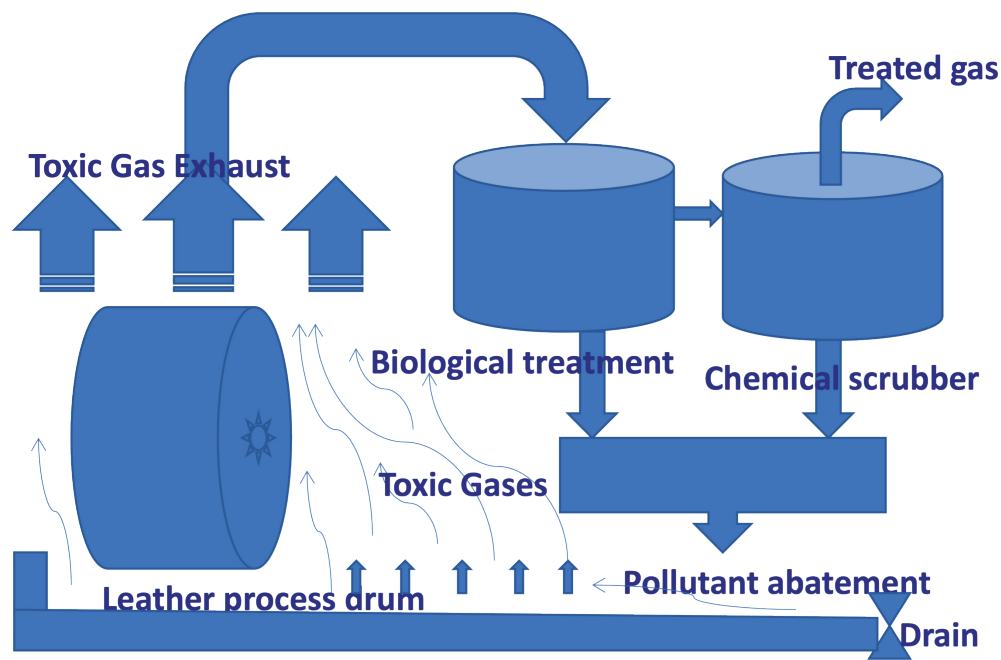 Treated gas
Toxic Gas Exhaust
Biological treatment
Chemical scrubber
Toxic Gases
Pollutant abatement
Leather process drum
Drain